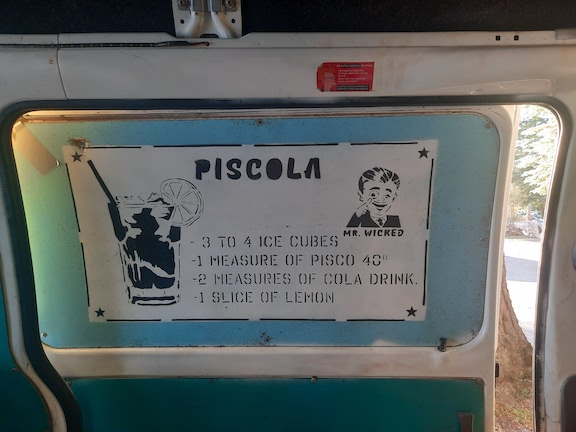 PISCOLA
MR. WICKED
- 3 TO 4 ICE CUBES
-1 MEASURE OF PISCO 40º
-2 MEASURES OF COLA DRINK.
-1 SLICE OF LEMON